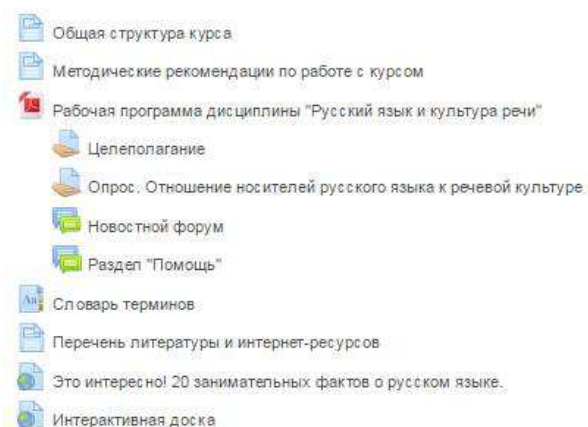 Общая структура курса
Методические рекомендации по работе с курсом
Рабочая программа дисциплины "Русский язык и культура речи"
Целеполагание
Опрос. Отношение носителей русского языка к речевой культуре
Новостной форум
Раздел "Помощь"
Словарь терминов
Перечень литературы и интернет-ресурсов
Это интересно! 20 занимательных фактов о русском языке.
Интерактивная доска